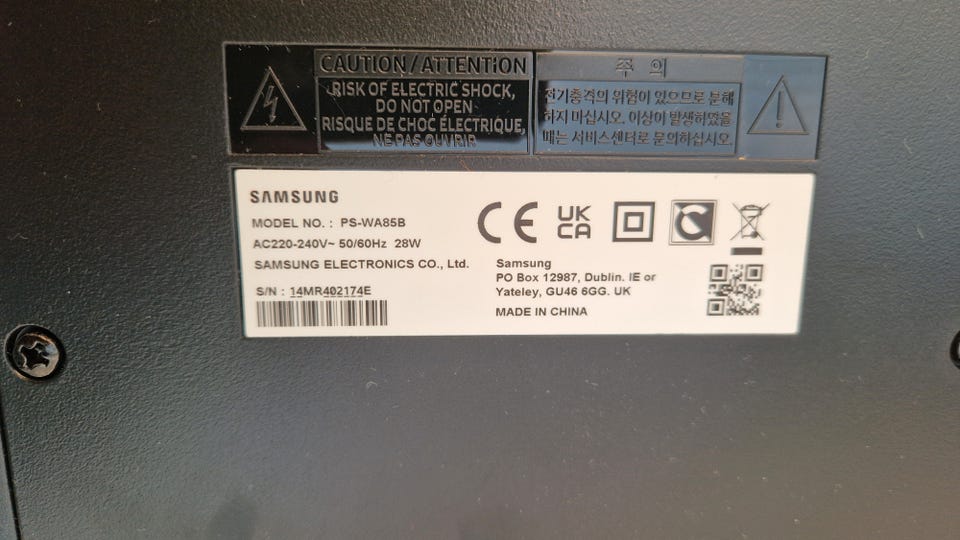 CAUTION/ATTENTION
RISK OF ELECTRIC SHOCK,
DO NOT OPEN
RISQUE DE CHOC ÉLECTRIQUE,
NE PAS OUVRIR
주 의
전기충격의 위험이 있으므로 분해
하지 마십시오. 이상이 발생하였을
때는 서비스센터로 문의하십시오.
SAMSUNG
MODEL NO. : PS-WA85B
AC220-240V~ 50/60Hz 28W
SAMSUNG ELECTRONICS CO., Ltd.
S/N : 14MR402174E
CE
UK
CA
C
Samsung
PO Box 12987, Dublin. IE or
Yateley, GU46 6GG. UK
MADE IN CHINA